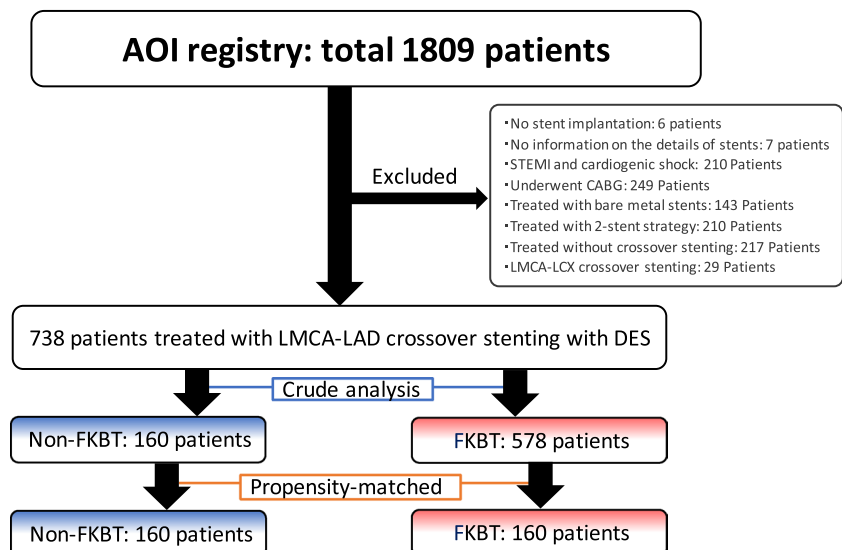 AOI registry: total 1809 patients
▪No stent implantation: 6 patients
▪No information on the details of stents: 7 patients
▪STEMI and cardiogenic shock: 210 Patients
▪Underwent CABG: 249 Patients
▪Treated with bare metal stents: 143 Patients
▪Treated with 2-stent strategy: 210 Patients
▪Treated without crossover stenting: 217 Patients
▪LMCA-LCX crossover stenting: 29 Patients
Excluded
738 patients treated with LMCA-LAD crossover stenting with DES
Crude analysis
Non-FKBT: 160 patients
FKBT: 578 patients
Propensity-matched
Non-FKBT: 160 patients
FKBT: 160 patients